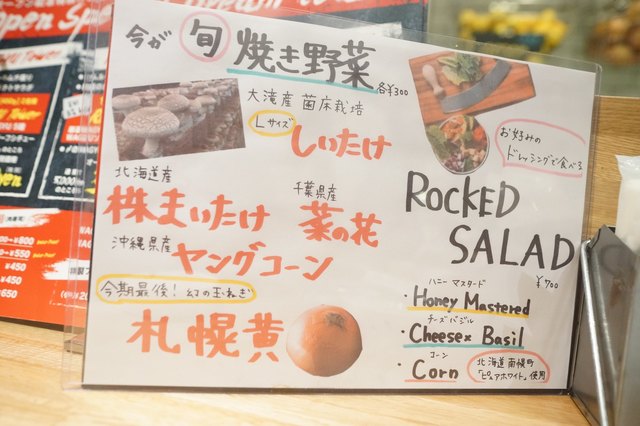 今が旬焼き野菜
各¥300
大滝産 菌床栽培
Lサイズ
しいたけ
北海道産
株まいたけ
千葉県産
菜の花
沖縄県産
ヤングコーン
今期最後！幻の玉ねぎ
札幌黄
お好みの
ドレッシングで食べる
ROCKED
SALAD
¥700
ハニーマスタード
・Honey Mastered
チーズバジル
・Cheese× Basil
コーン
・Corn
北海道南幌町
「ピュアホワイト」使用
800
550
¥450
¥450
650